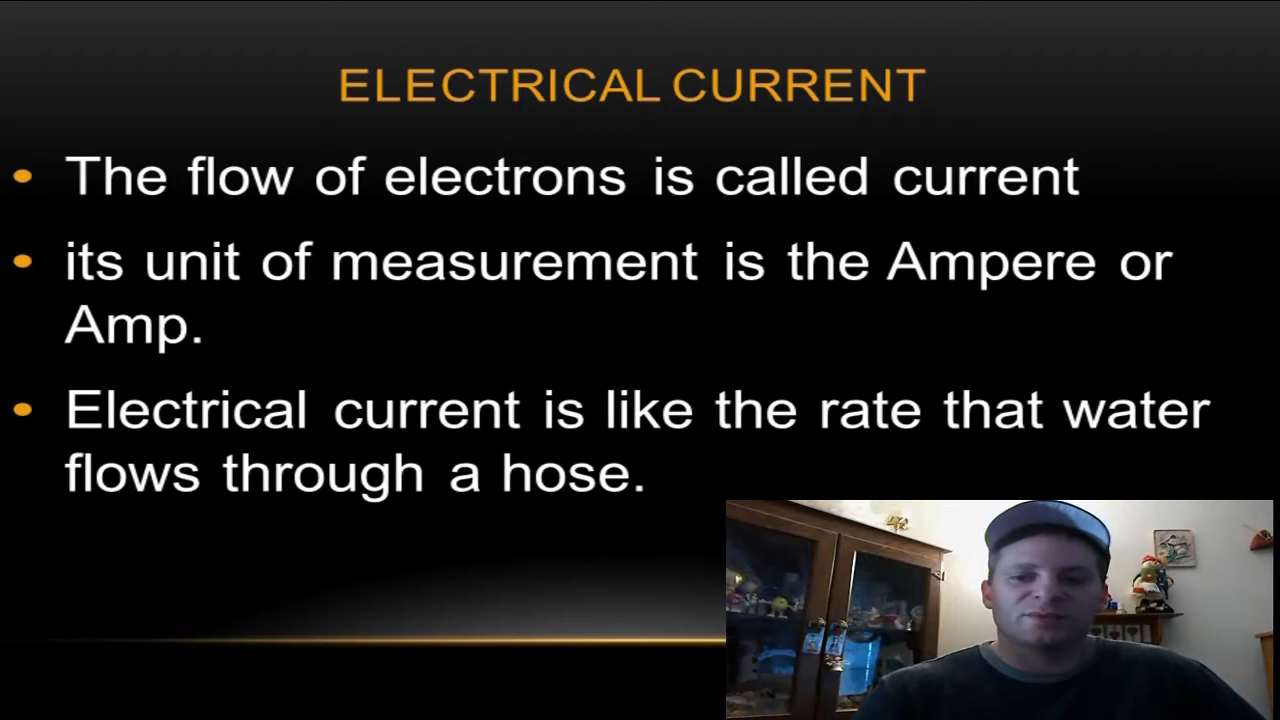 ELECTRICAL CURRENT
• The flow of electrons is called current
• its unit of measurement is the Ampere or
Amp.
• Electrical current is like the rate that water
flows through a hose.